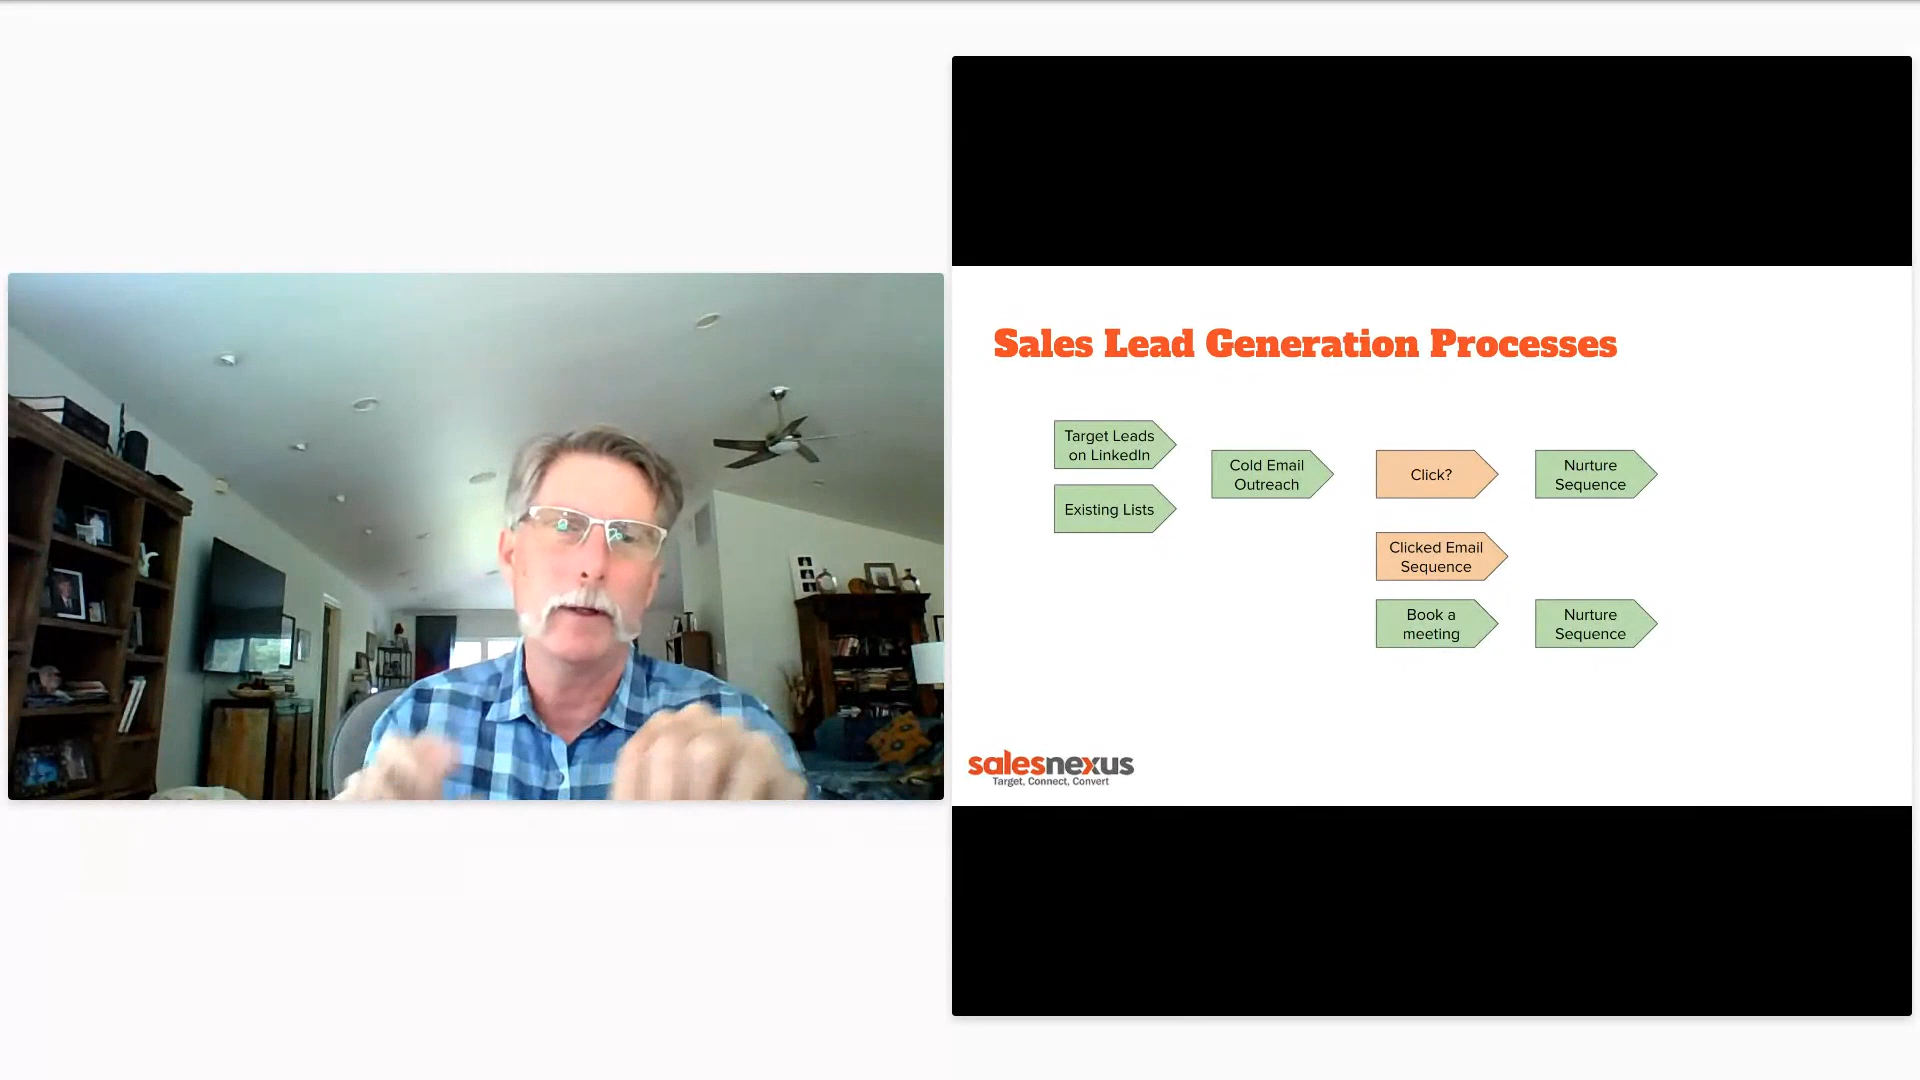 Sales Lead Generation Processes
Target Leads
on LinkedIn
Existing Lists
Cold Email
Outreach
Click?
Nurture
Sequence
Clicked Email
Sequence
Book a
meeting
Nurture
Sequence
salesnexus
Target, Connect, Convert